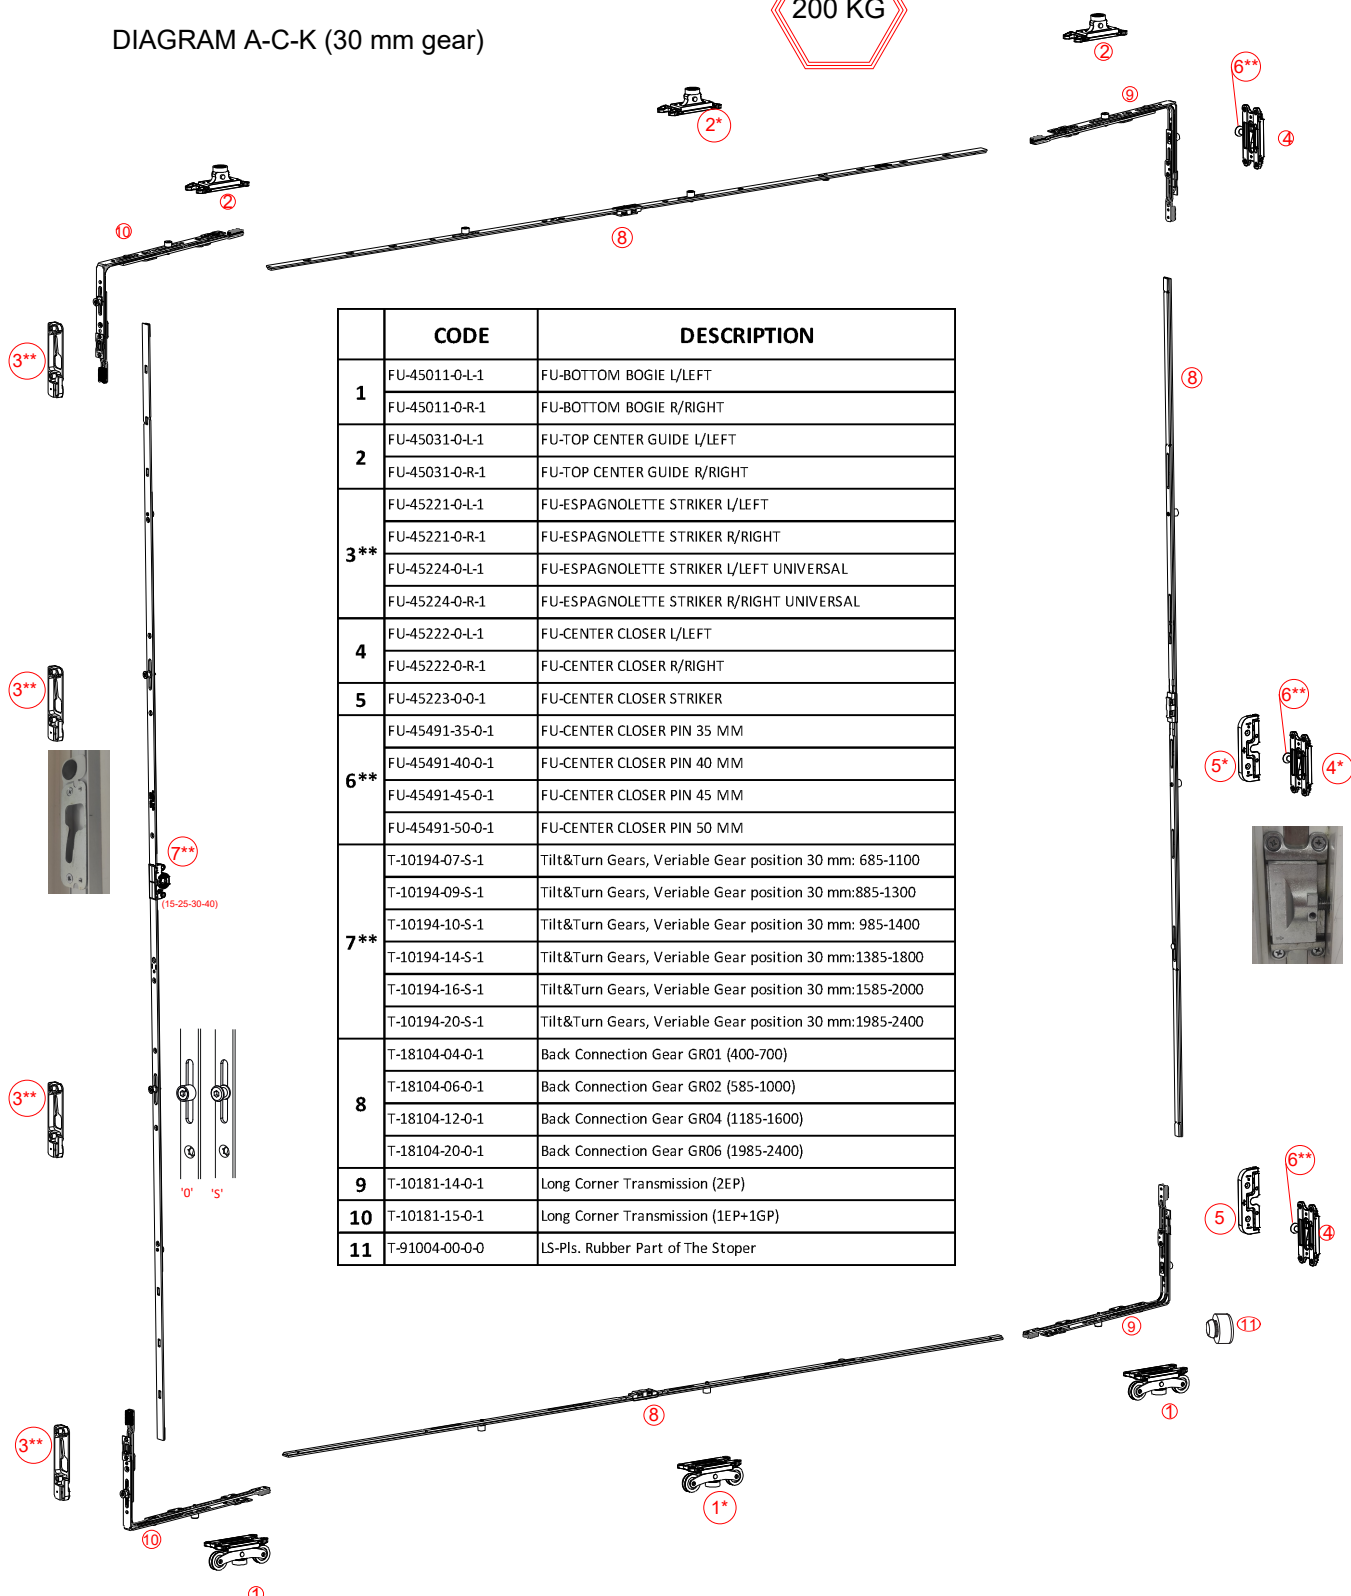 200 KG
DIAGRAM A-C-K (30 mm gear)
2
6**
9
2*
4
2
10
8
3**
8
CODE DESCRIPTION
1
FU-45011-0-L-1 FU-BOTTOM BOGIE L/LEFT
FU-45011-0-R-1 FU-BOTTOM BOGIE R/RIGHT
2
FU-45031-0-L-1 FU-TOP CENTER GUIDE L/LEFT
FU-45031-0-R-1 FU-TOP CENTER GUIDE R/RIGHT
3**
FU-45221-0-L-1 FU-ESPAGNOLETTE STRIKER L/LEFT
FU-45221-0-R-1 FU-ESPAGNOLETTE STRIKER R/RIGHT
FU-45224-0-L-1 FU-ESPAGNOLETTE STRIKER L/LEFT UNIVERSAL
FU-45224-0-R-1 FU-ESPAGNOLETTE STRIKER R/RIGHT UNIVERSAL
4
FU-45222-0-L-1 FU-CENTER CLOSER L/LEFT
FU-45222-0-R-1 FU-CENTER CLOSER R/RIGHT
5 FU-45223-0-0-1 FU-CENTER CLOSER STRIKER
6**
FU-45491-35-0-1 FU-CENTER CLOSER PIN 35 MM
FU-45491-40-0-1 FU-CENTER CLOSER PIN 40 MM
FU-45491-45-0-1 FU-CENTER CLOSER PIN 45 MM
FU-45491-50-0-1 FU-CENTER CLOSER PIN 50 MM
7**
T-10194-07-S-1 Tilt&Turn Gears, Veriable Gear position 30 mm: 685-1100
T-10194-09-S-1 Tilt&Turn Gears, Veriable Gear position 30 mm:885-1300
T-10194-10-S-1 Tilt&Turn Gears, Veriable Gear position 30 mm: 985-1400
T-10194-14-S-1 Tilt&Turn Gears, Veriable Gear position 30 mm:1385-1800
T-10194-16-S-1 Tilt&Turn Gears, Veriable Gear position 30 mm:1585-2000
T-10194-20-S-1 Tilt&Turn Gears, Veriable Gear position 30 mm:1985-2400
8
T-18104-04-0-1 Back Connection Gear GR01 (400-700)
T-18104-06-0-1 Back Connection Gear GR02 (585-1000)
T-18104-12-0-1 Back Connection Gear GR04 (1185-1600)
T-18104-20-0-1 Back Connection Gear GR06 (1985-2400)
9 T-10181-14-0-1 Long Corner Transmission (2EP)
10 T-10181-15-0-1 Long Corner Transmission (1EP+1GP)
11 T-91004-00-0-0 LS-Pls. Rubber Part of The Stoper
3**
6**
5*
4*
7**
(15-25-30-40)
3**
'0' 'S'
6**
5
4
11
9
1
8
3**
1*
10
1